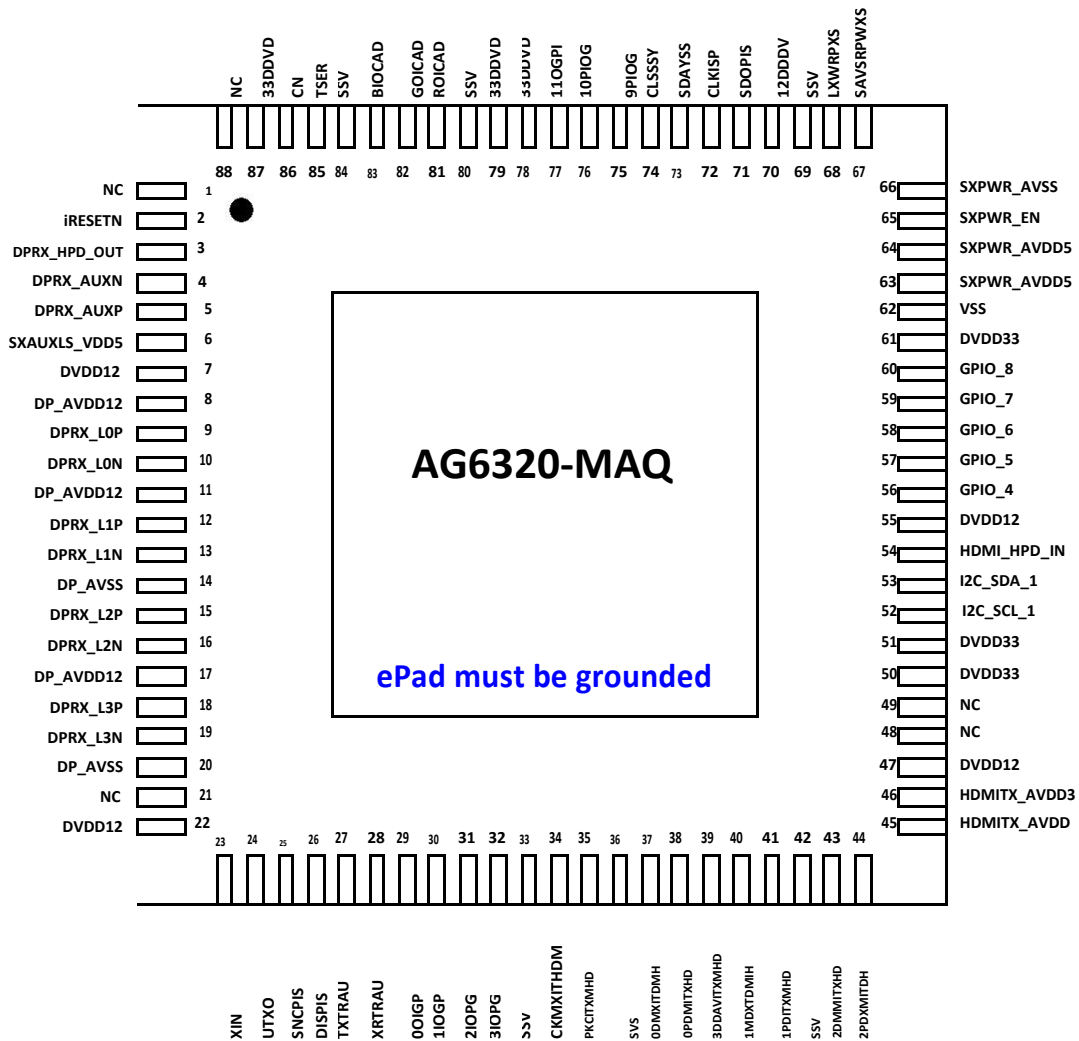 NC
33DDVD
CN
TSER
SSV
BIOCAD
GOICAD
ROICAD
SSV
33DDVD
33DDVD
11OGPI
10PIOG
9PIOG
CLSSSY
SDAYSS
CLKISP
SDOPIS
12DDDV
SSV
LXWRPXS
SAVSRPWXS
88 87 86 85 84 83 82 81 80 79 78 77 76 75 74 73 72 71 70 69 68 67
NC 1
iRESETN 2
DPRX_HPD_OUT 3
DPRX_AUXN 4
DPRX_AUXP 5
SXAUXLS_VDD5 6
DVDD12 7
DP_AVDD12 8
DPRX_L0P 9
DPRX_L0N 10
DP_AVDD12 11
DPRX_L1P 12
DPRX_L1N 13
DP_AVSS 14
DPRX_L2P 15
DPRX_L2N 16
DP_AVDD12 17
DPRX_L3P 18
DPRX_L3N 19
DP_AVSS 20
NC 21
DVDD12 22
AG6320-MAQ
ePad must be grounded
66 SXPWR_AVSS
65 SXPWR_EN
64 SXPWR_AVDD5
63 SXPWR_AVDD5
62 VSS
61 DVDD33
60 GPIO_8
59 GPIO_7
58 GPIO_6
57 GPIO_5
56 GPIO_4
55 DVDD12
54 HDMI_HPD_IN
53 I2C_SDA_1
52 I2C_SCL_1
51 DVDD33
50 DVDD33
49 NC
48 NC
47 DVDD12
46 HDMITX_AVDD3
45 HDMITX_AVDD
23 24 25 26 27 28 29 30 31 32 33 34 35 36 37 38 39 40 41 42 43 44
XIN
UTXO
SNCPIS
DISPIS
TXTRAU
XRTRAU
0OIGP
1IOGP
2IOPG
3IOPG
SSV
CKMXITHDM
PKCITXMHD
SVS
0DMXITDMH
0PDMITXHD
3DDAVITXMHD
1MDXTDMIH
1PDITXMHD
SSV
2DMMITXHD
2PDXMITDH